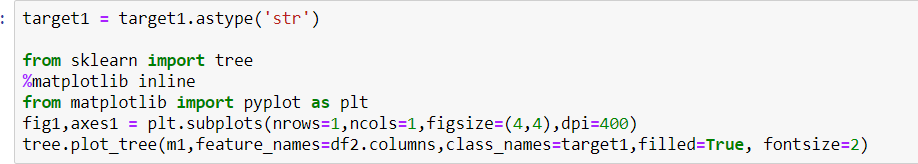 :
target1 = target1.astype('str')
from sklearn import tree
%matplotlib inline
from matplotlib import pyplot as plt
fig1,axes1 = plt.subplots(nrows=1,ncols=1,figsize=(4,4),dpi=400)
tree.plot_tree(m1,feature_names=df2.columns,class_names=target1,filled=True, fontsize=2)